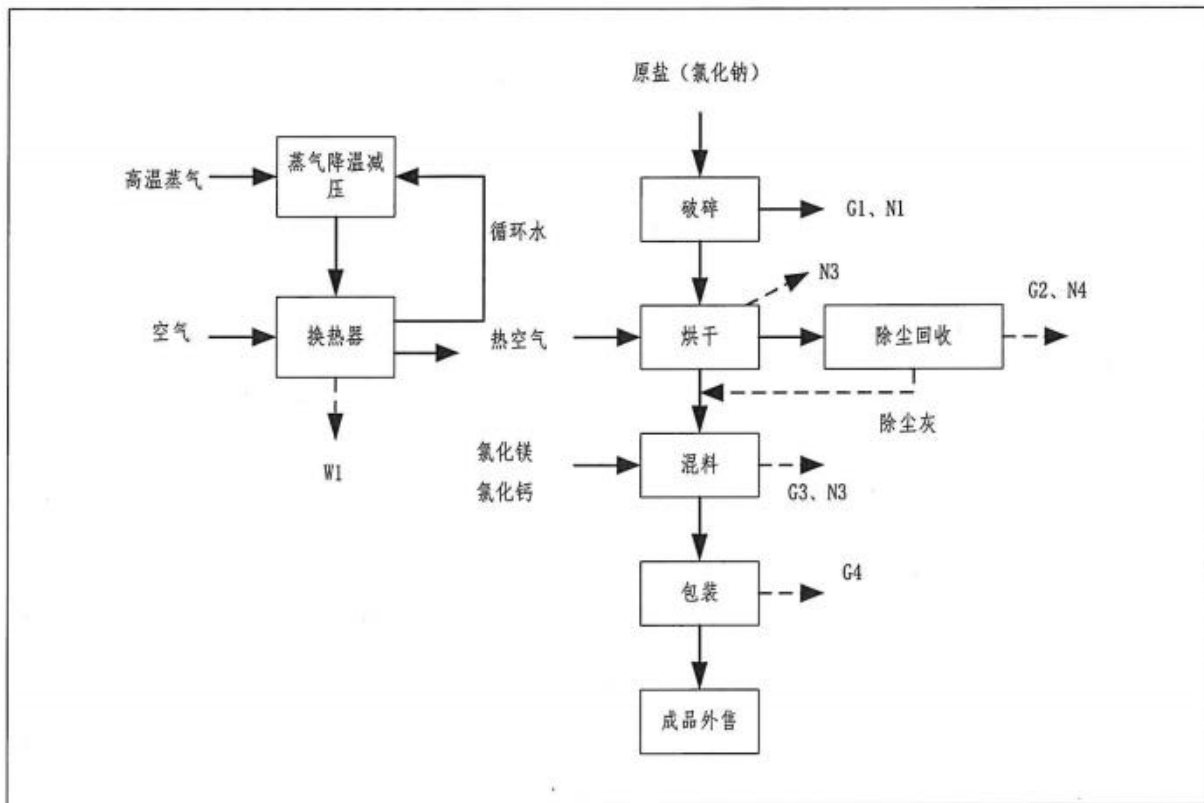 原盐（氯化钠）
高温蒸气
蒸气降温减
压
循环水
破碎
G1、N1
空气
换热器
热空气
烘干
N3
除尘回收
G2、N4
除尘灰
W1
氯化镁
氯化钙
混料
G3、N3
包装
G4
成品外售